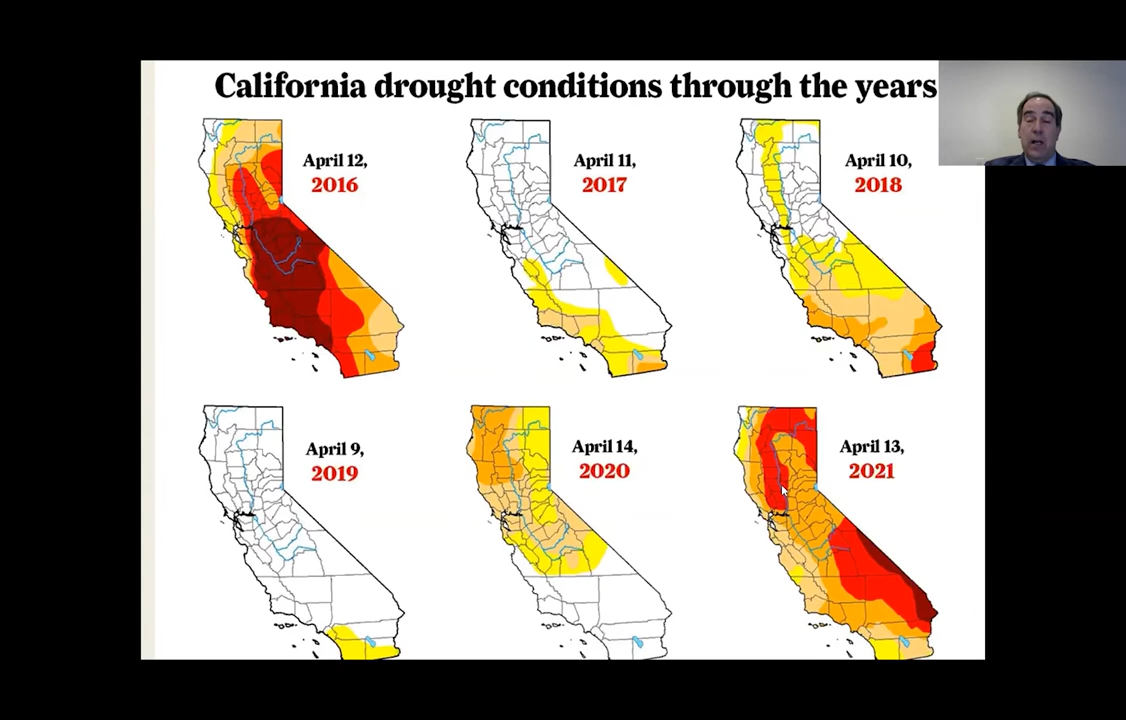 California drought conditions through the years
April 12,
2016
April 11,
2017
April 10,
2018
April 9,
2019
April 14,
2020
April 13,
2021